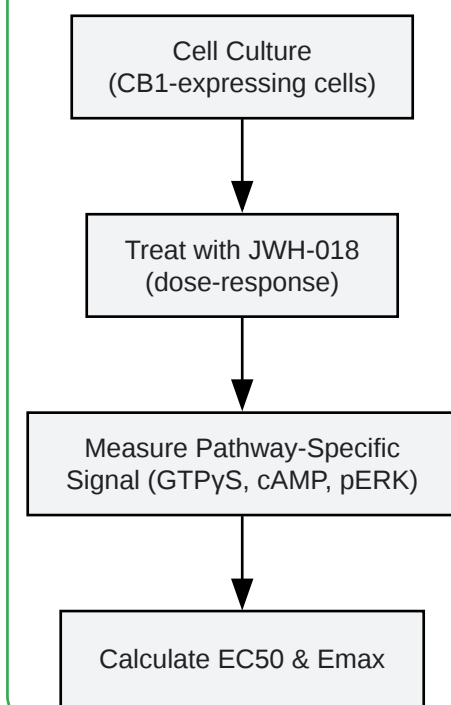 Cell Culture
(CB1-expressing cells)
Treat with JWH-018
(dose-response)
Measure Pathway-Specific
Signal (GTPγS, cAMP, pERK)
Calculate EC50 & Emax